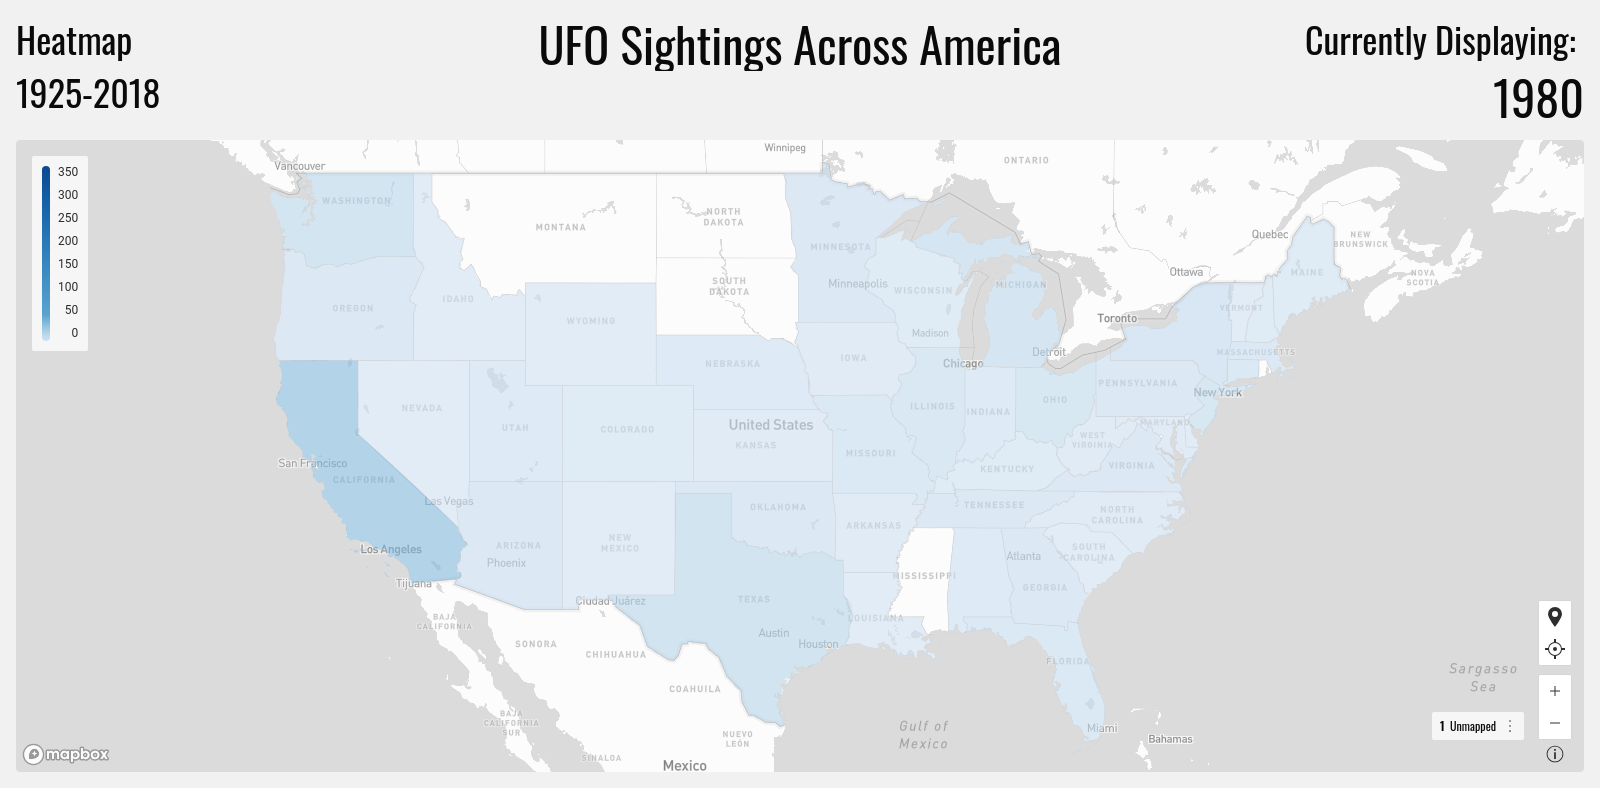 Heatmap
1925-2018
UFO Sightings Across America
Currently Displaying:
1980
350
300
250
200
150
100
50
0
Vancouver
Winnipeg
ONTARIO
WASHINGTON
MONTANA
NORTH
DAKOTA
MINNESOTA
Quebec
NEW
BRUNSWICK
Ottawa
MAINE
NOVA
SCOTIA
SOUTH
DAKOTA
Minneapolis
WISCONSIN
MICHIGAN
OREGON
IDAHO
WYOMING
Toronto
VERMONT
Madison
Detroit
MASSACHUSETTS
NEBRASKA
IOWA
Chicago
PENNSYLVANIA
New York
NEVADA
UTAH
COLORADO
United States
KANSAS
ILLINOIS
INDIANA
OHIO
MARYLAND
WEST
VIRGINIA
MISSOURI
San Francisco
CALIFORNIA
KENTUCKY
VIRGINIA
Las Vegas
OKLAHOMA
TENNESSEE
NORTH
CAROLINA
ARKANSAS
Los Angeles
ARIZONA
Phoenix
NEW
MEXICO
Atlanta
SOUTH
CAROLINA
Tijuana
MISSISSIPPI
GEORGIA
Ciudad Juárez
TEXAS
LOUISIANA
BAJA
CALIFORNIA
Austin
Houston
SONORA
CHIHUAHUA
FLORIDA
COAHUILA
Sargasso
Sea
BAJA
CALIFORNIA
SUR
Gulf of
Mexico
Miami
Bahamas
NUEVO
LEÓN
SINALOA
Mexico
1 Unmapped
mapbox